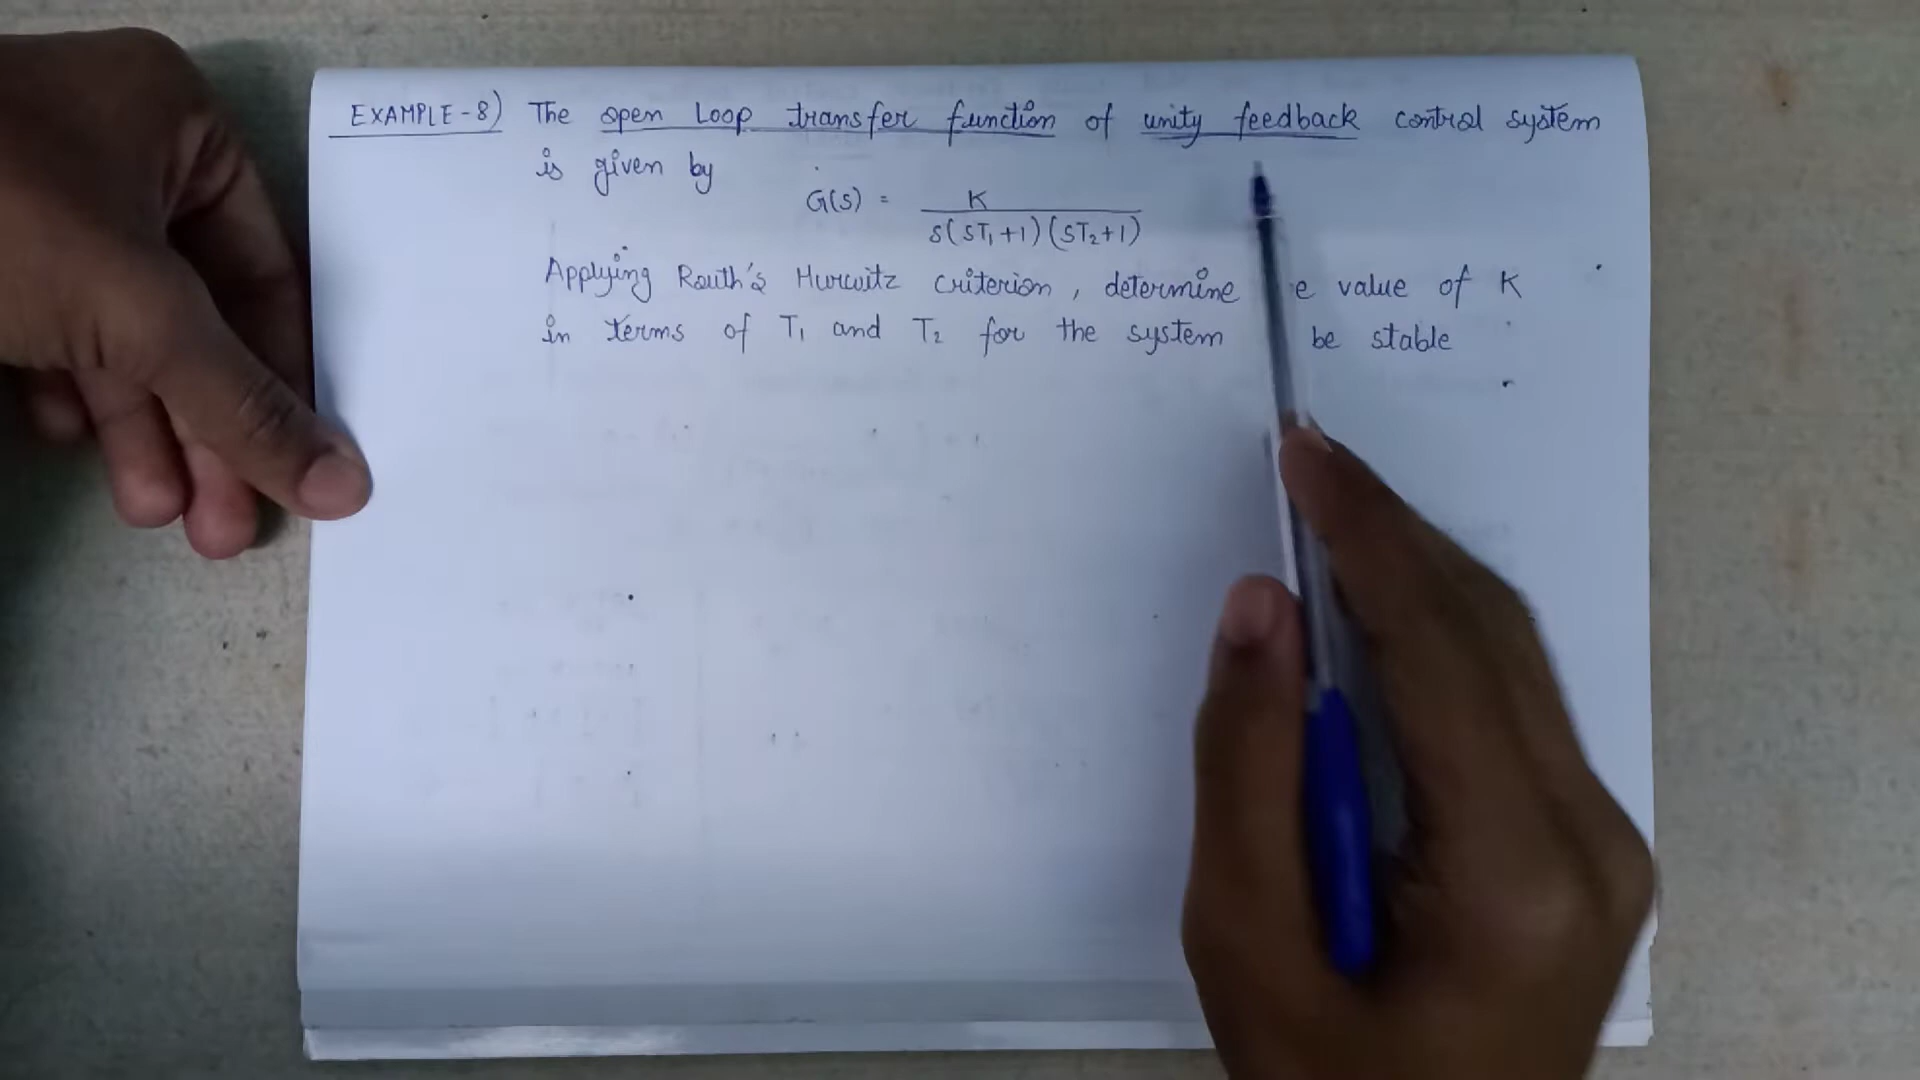 EXAMPLE-8) The open Loop transfer function of unity feedback control system
is given by
G(s) = K / s(sT₁+1)(sT₂+1)
Applying Routh's Hurwitz criterion, determine value of K
in terms of T₁ and T₂ for the system be stable